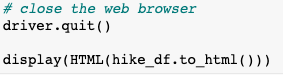 # close the web browser
driver.quit()
display(HTML(hike_df.to_html()))